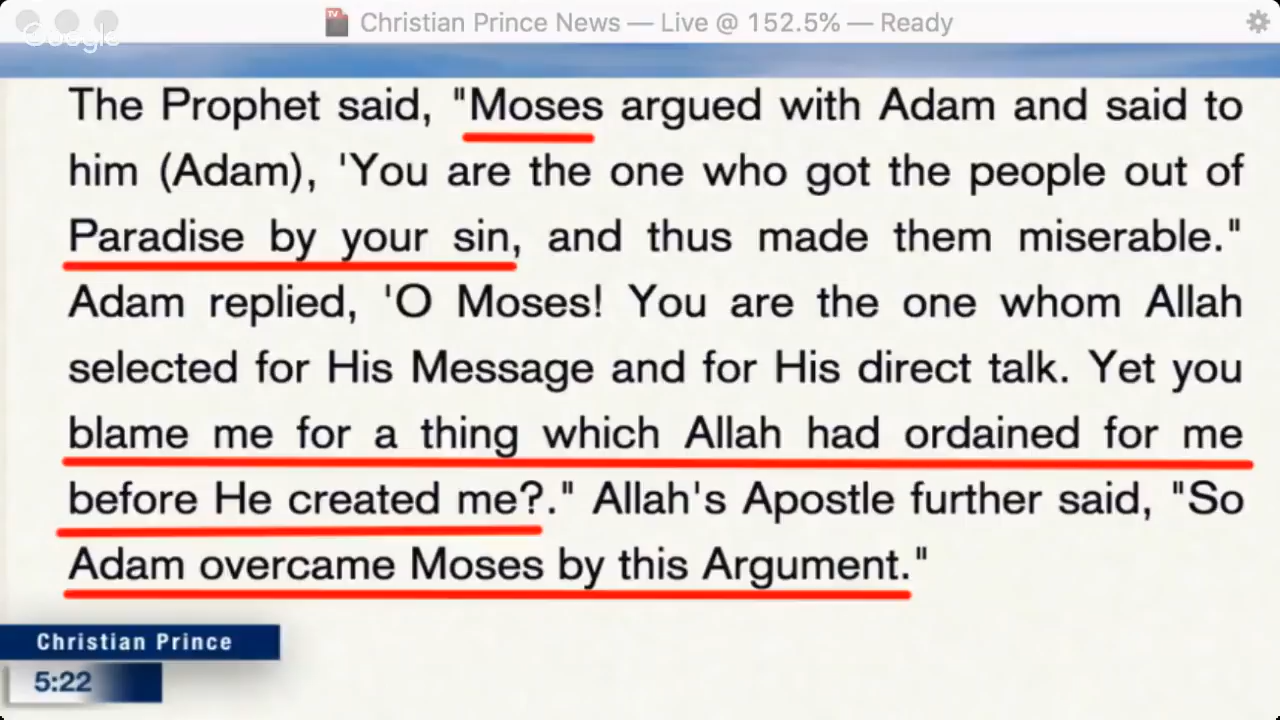 Christian Prince News — Live @ 152.5% — Ready
Google
TV
The Prophet said, "Moses argued with Adam and said to
him (Adam), 'You are the one who got the people out of
Paradise by your sin, and thus made them miserable."
Adam replied, 'O Moses! You are the one whom Allah
selected for His Message and for His direct talk. Yet you
blame me for a thing which Allah had ordained for me
before He created me?." Allah's Apostle further said, "So
Adam overcame Moses by this Argument."
Christian Prince
5:22